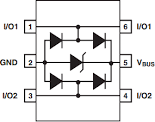 I/O1 1 6 I/O1
GND 2 5 VBUS
I/O2 3 4 I/O2